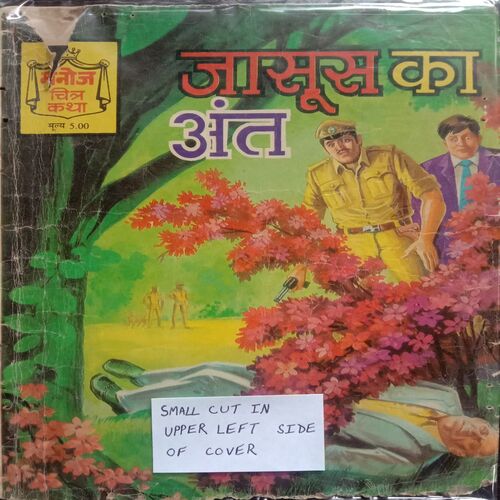 मनोज
चित्र
कथा
मूल्य 5.00
जासूस का
अंत
SMALL CUT IN
UPPER LEFT SIDE
OF COVER